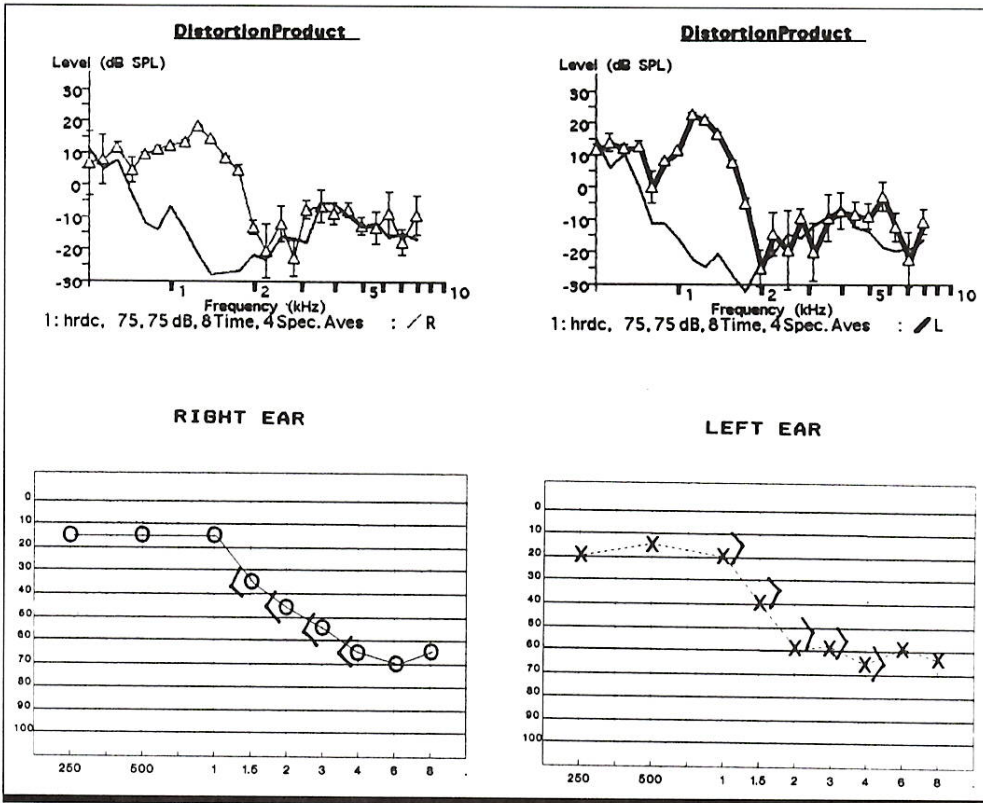 DistortionProduct
Level (dB SPL)
30
20
10
0
-10
-20
-30
1 2 5 10
Frequency (kHz)
1: hrdc, 75, 75 dB, 8 Time, 4 Spec. Aves : / R
DistortionProduct
Level (dB SPL)
30
20
10
0
-10
-20
-30
1 2 5 10
Frequency (kHz)
1: hrdc, 75, 75 dB, 8 Time, 4 Spec. Aves : / L
RIGHT EAR
0
10
20
30
40
50
60
70
80
90
100
250 500 1 1.5 2 3 4 6 8
LEFT EAR
0
10
20
30
40
50
60
70
80
90
100
250 500 1 1.5 2 3 4 6 8